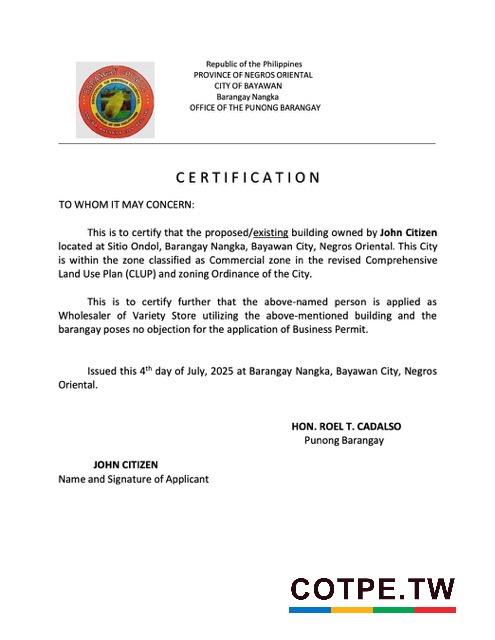 Republic of the Philippines
PROVINCE OF NEGROS ORIENTAL
CITY OF BAYAWAN
Barangay Nangka
OFFICE OF THE PUNONG BARANGAY
CERTIFICATION
TO WHOM IT MAY CONCERN:
This is to certify that the proposed/existing building owned by John Citizen
located at Sitio Ondol, Barangay Nangka, Bayawan City, Negros Oriental. This City
is within the zone classified as Commercial zone in the revised Comprehensive
Land Use Plan (CLUP) and zoning Ordinance of the City.
This is to certify further that the above-named person is applied as
Wholesaler of Variety Store utilizing the above-mentioned building and the
barangay poses no objection for the application of Business Permit.
Issued this 4th day of July, 2025 at Barangay Nangka, Bayawan City, Negros
Oriental.
HON. ROEL T. CADALSO
Punong Barangay
JOHN CITIZEN
Name and Signature of Applicant
COTPE.TW